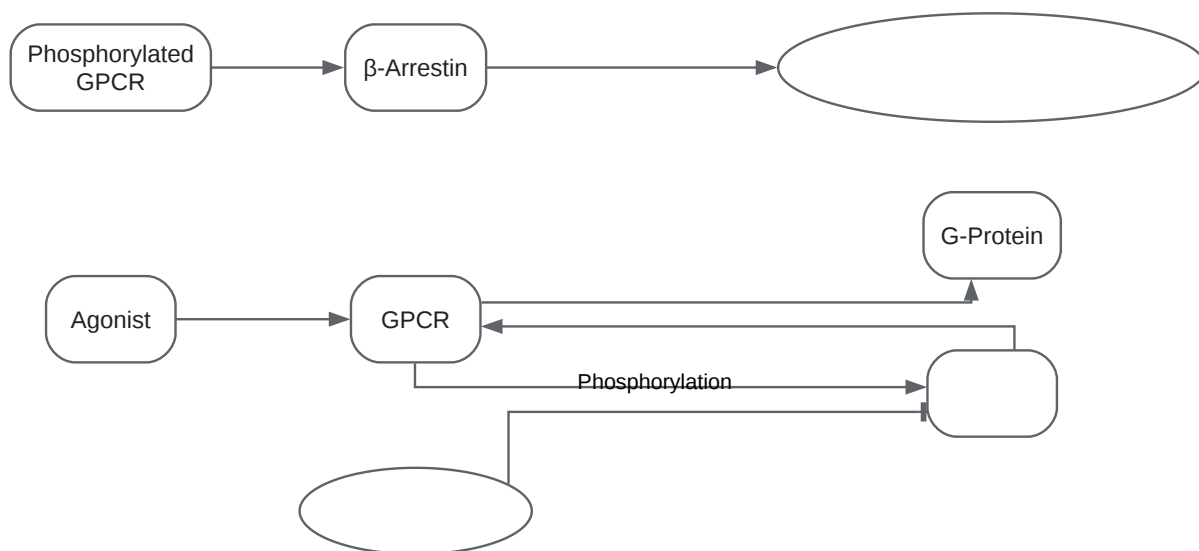 Phosphorylated
GPCR
β-Arrestin
G-Protein
Agonist
GPCR
Phosphorylation